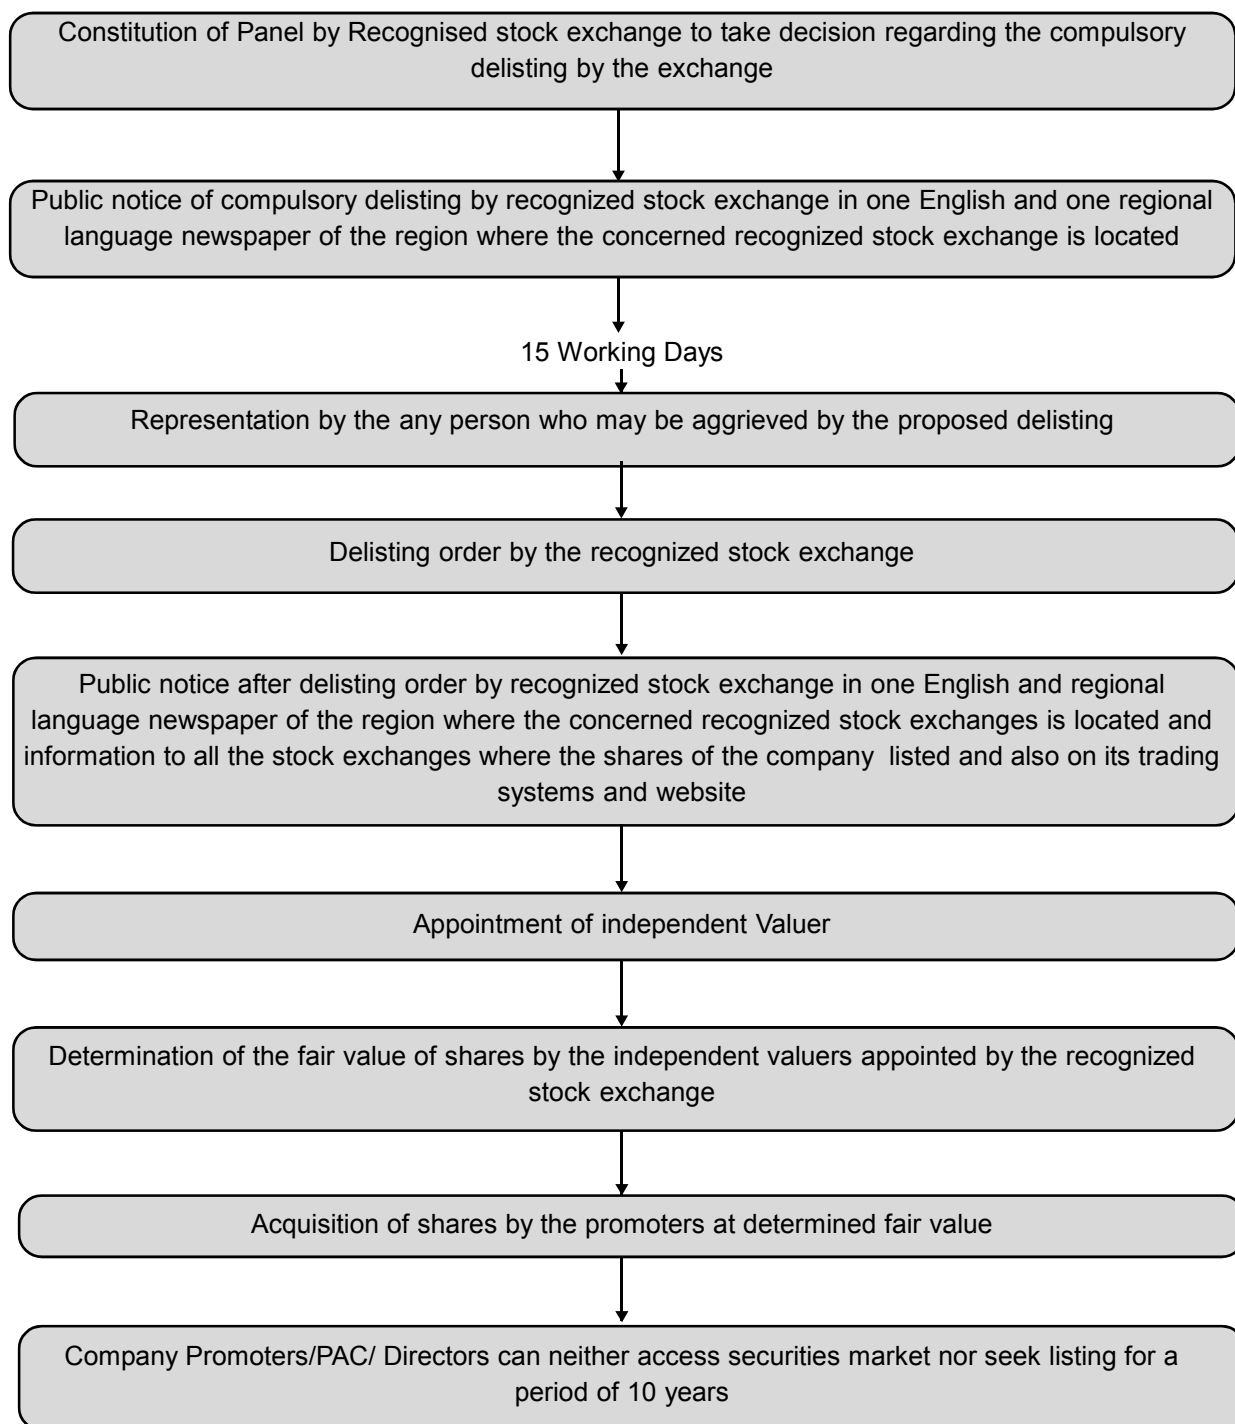 Constitution of Panel by Recognised stock exchange to take decision regarding the compulsory
delisting by the exchange
Public notice of compulsory delisting by recognized stock exchange in one English and one regional
language newspaper of the region where the concerned recognized stock exchange is located
15 Working Days
Representation by the any person who may be aggrieved by the proposed delisting
Delisting order by the recognized stock exchange
Public notice after delisting order by recognized stock exchange in one English and regional
language newspaper of the region where the concerned recognized stock exchanges is located and
information to all the stock exchanges where the shares of the company listed and also on its trading
systems and website
Appointment of independent Valuer
Determination of the fair value of shares by the independent valuers appointed by the recognized
stock exchange
Acquisition of shares by the promoters at determined fair value
Company Promoters/PAC/ Directors can neither access securities market nor seek listing for a
period of 10 years